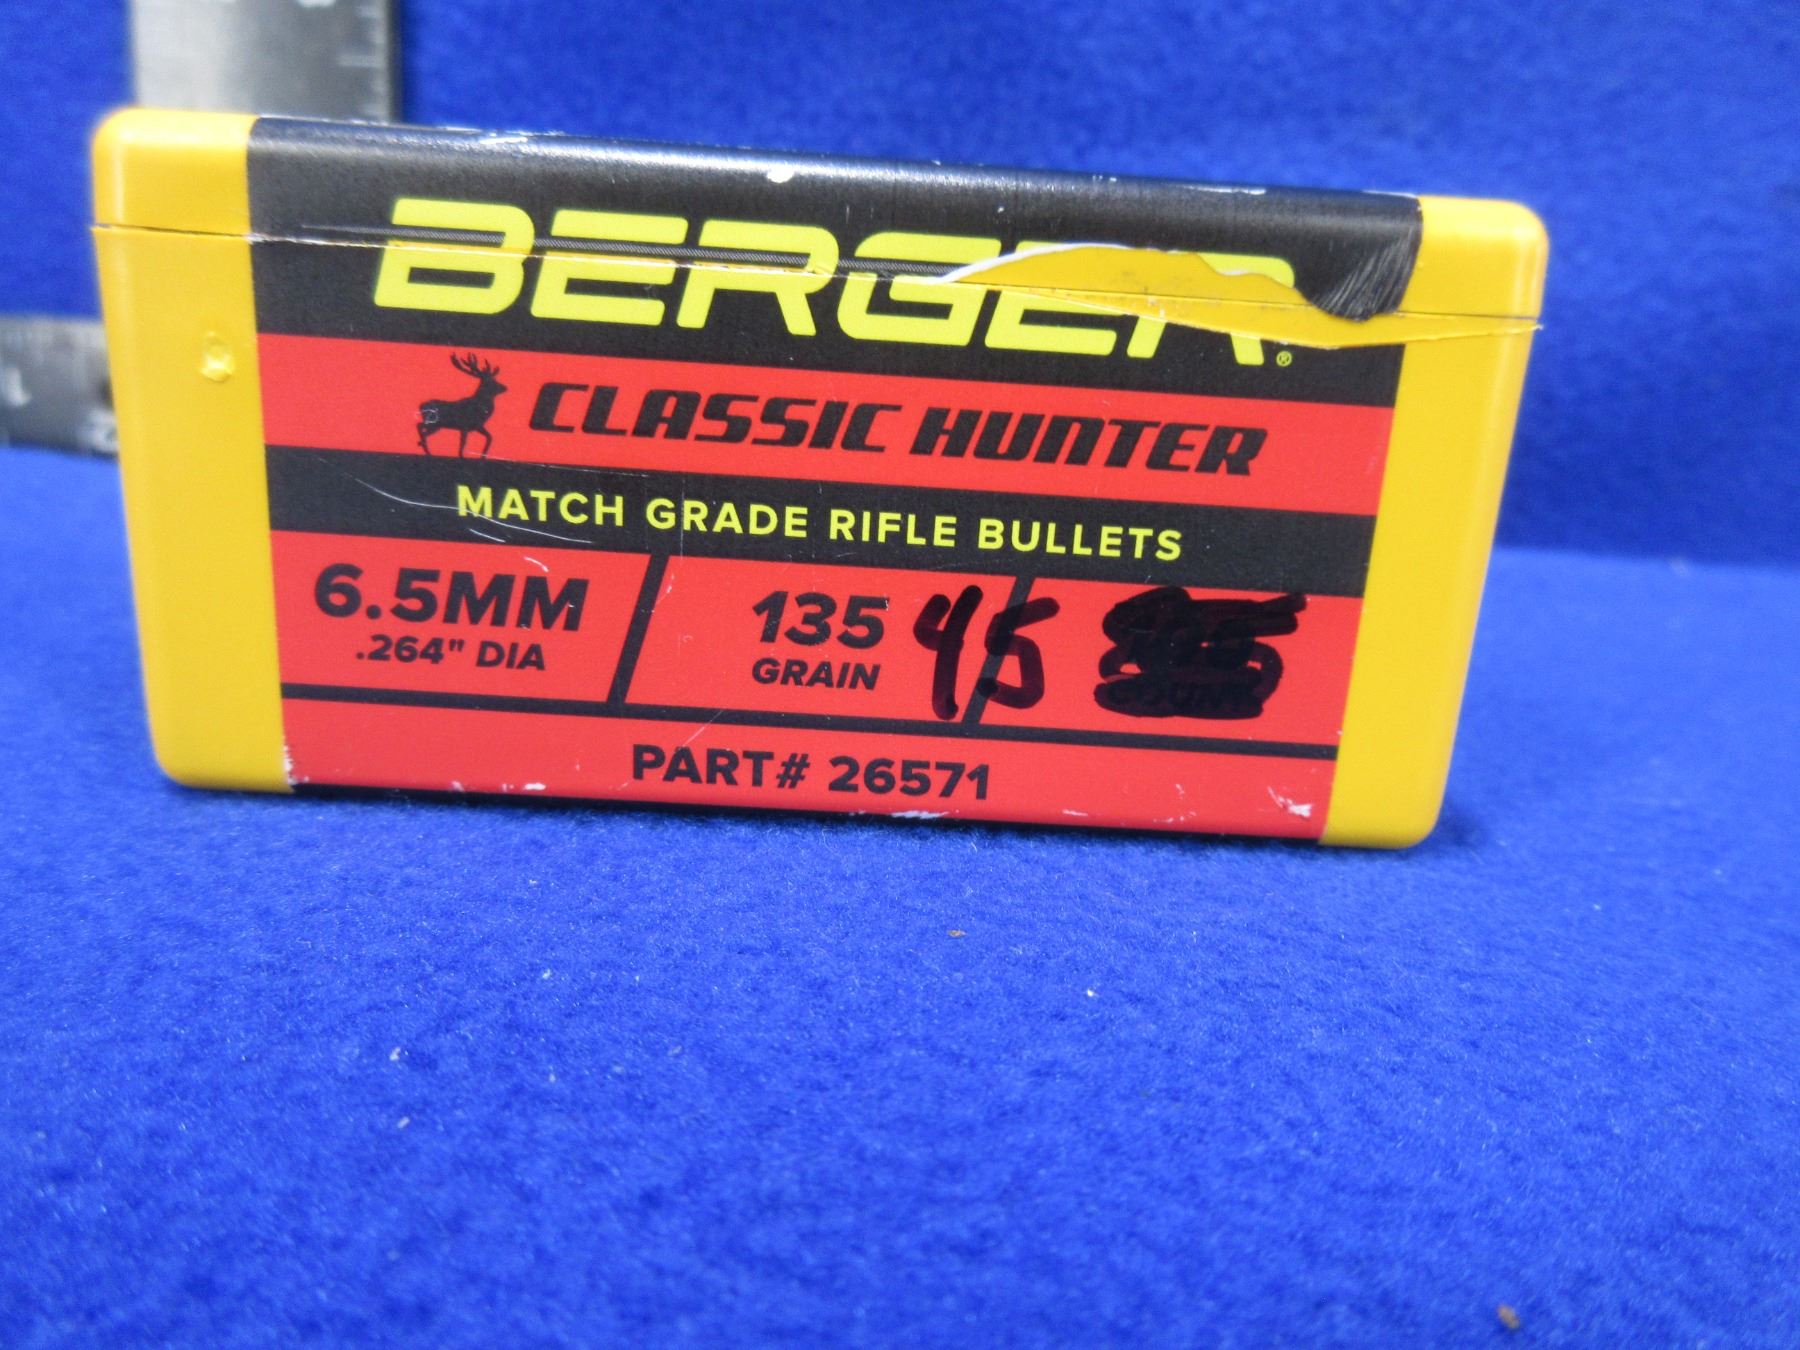 BERGER®
CLASSIC HUNTER
MATCH GRADE RIFLE BULLETS
6.5MM
.264" DIA
135
GRAIN
45
PART# 26571